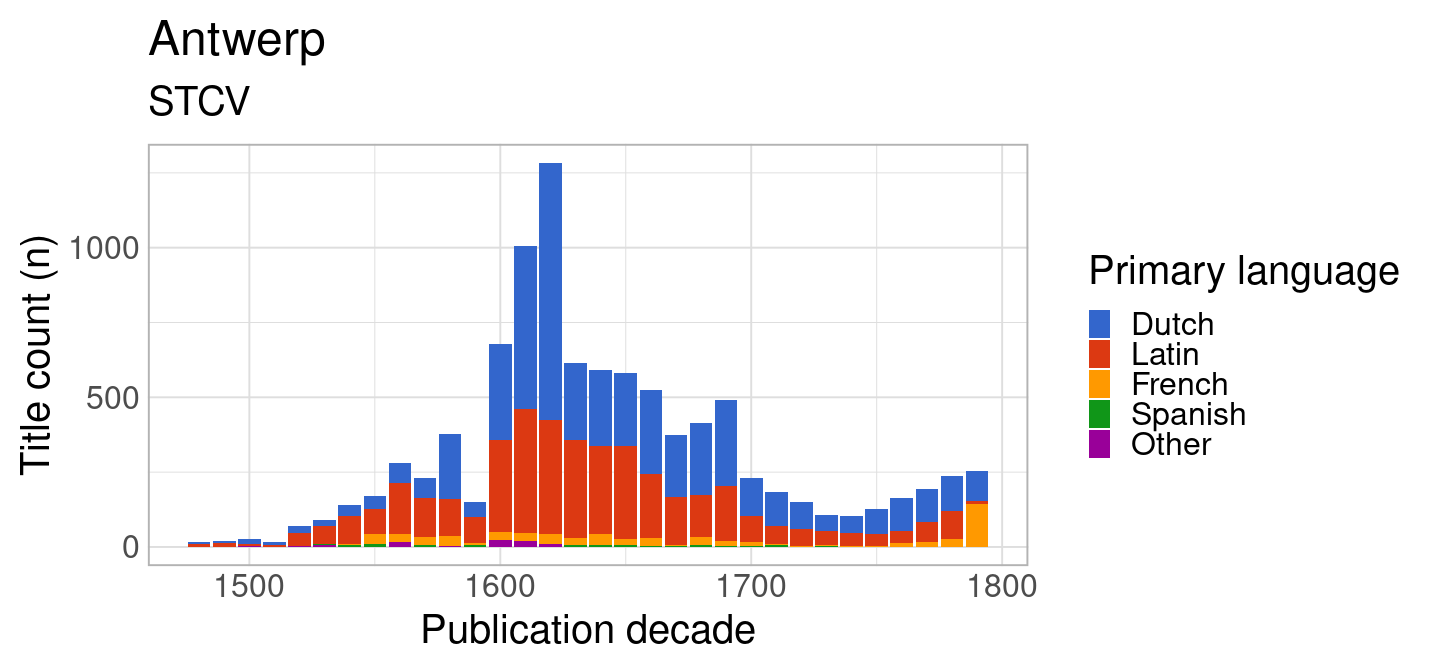 Antwerp
STCV
Title count (n)
1000
500
0
1500 1600 1700 1800
Publication decade
Primary language
Dutch
Latin
French
Spanish
Other